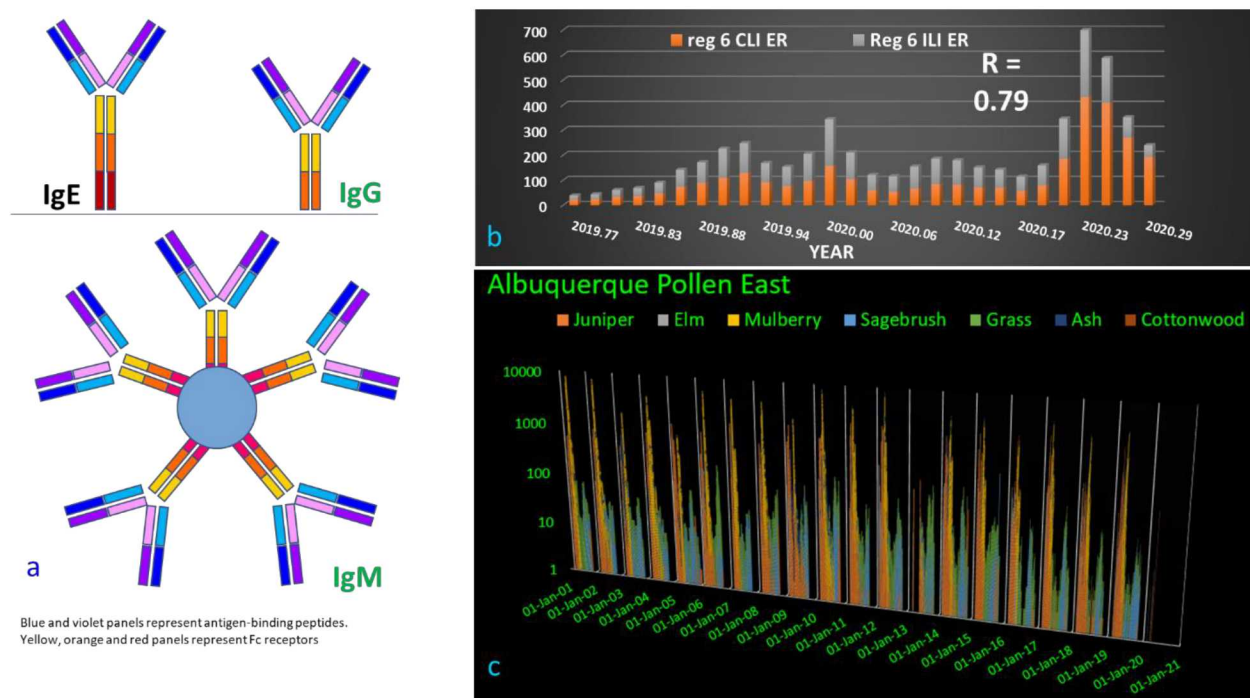 IgE
IgG
a
IgM
Blue and violet panels represent antigen-binding peptides.
Yellow, orange and red panels represent Fc receptors
700
600
500
400
300
200
100
0
reg 6 CLI ER
Reg 6 ILI ER
R =
0.79
2019.77 2019.83 2019.88 2019.94 2020.00 2020.06 2020.12 2020.17 2020.23 2020.29
YEAR
b
Albuquerque Pollen East
Juniper Elm Mulberry Sagebrush Grass Ash Cottonwood
10000
1000
100
10
1
01-Jan-01
01-Jan-02
01-Jan-03
01-Jan-04
01-Jan-05
01-Jan-06
01-Jan-07
01-Jan-08
01-Jan-09
01-Jan-10
01-Jan-11
01-Jan-12
01-Jan-13
01-Jan-14
01-Jan-15
01-Jan-16
01-Jan-17
01-Jan-18
01-Jan-19
01-Jan-20
01-Jan-21
c